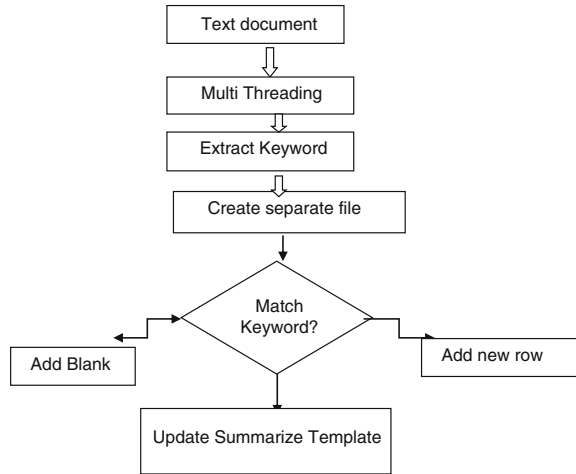 Text document
Multi Threading
Extract Keyword
Create separate file
Match
Keyword?
Add Blank
Add new row
Update Summarize Template